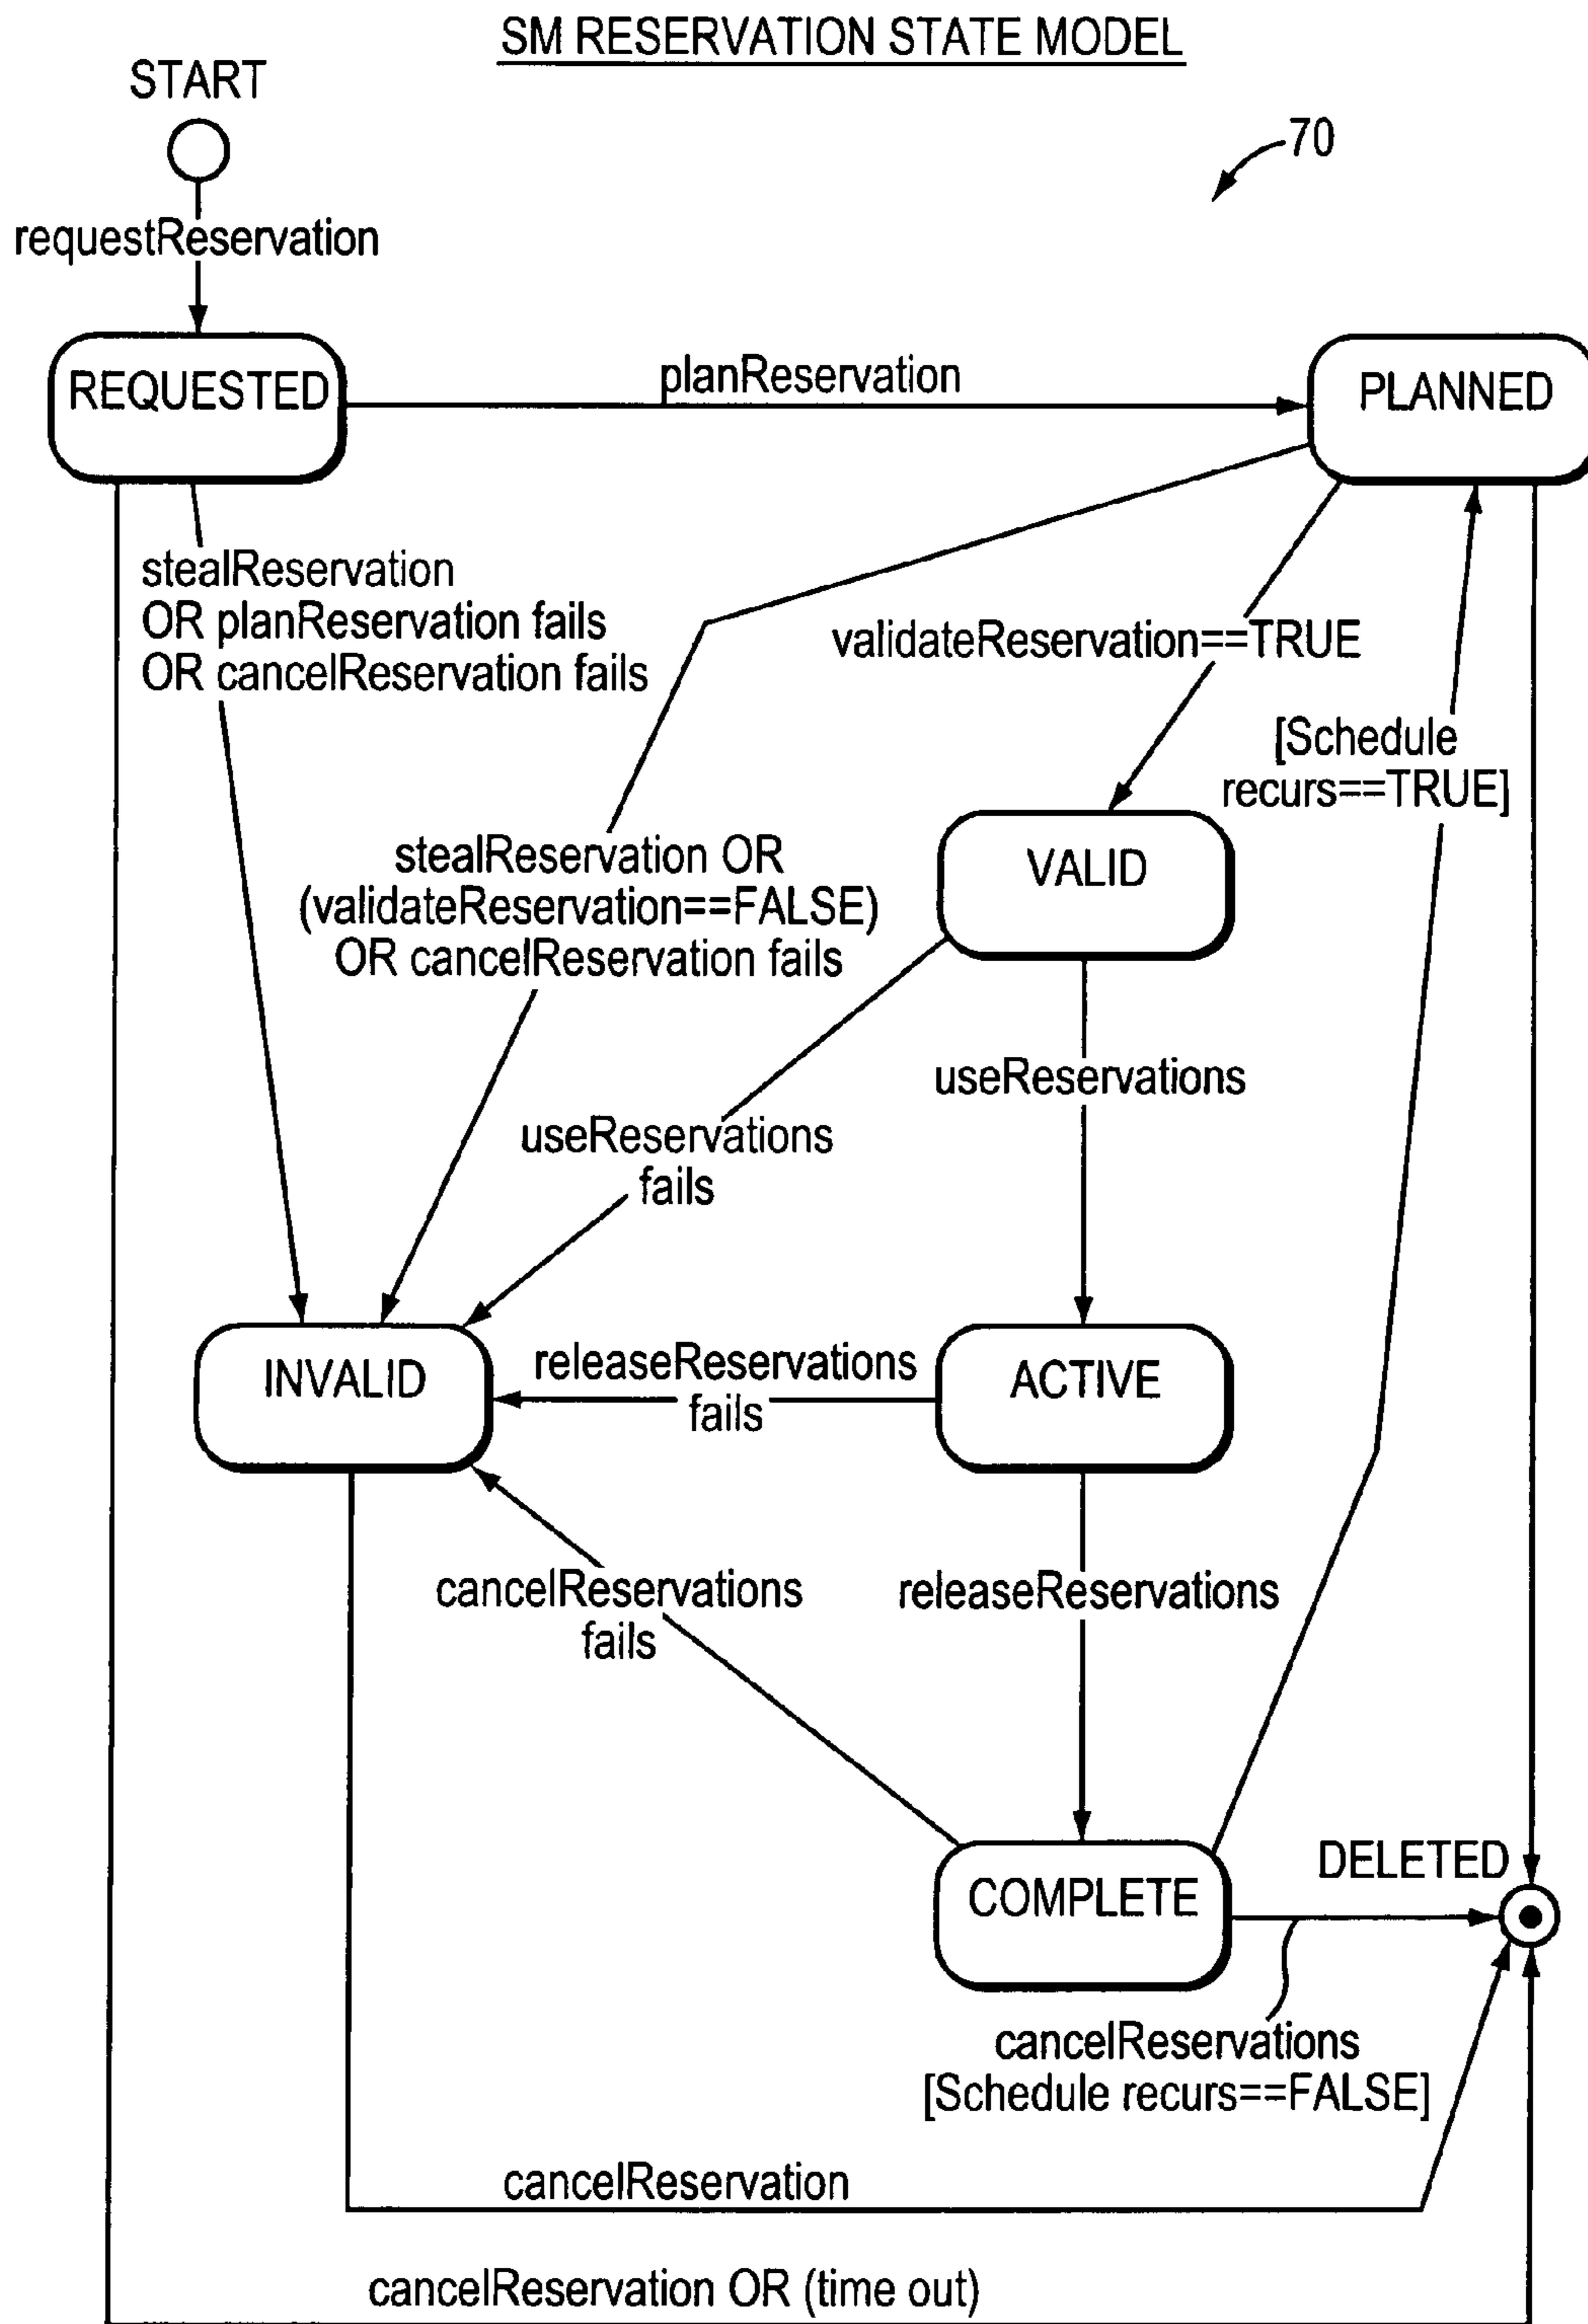 SM RESERVATION STATE MODEL
START
70
requestReservation
REQUESTED
planReservation
PLANNED
stealReservation
OR planReservation fails
OR cancelReservation fails
validateReservation==TRUE
[Schedule
recurs==TRUE]
stealReservation OR
(validateReservation==FALSE)
OR cancelReservation fails
VALID
useReservations
useReservations
fails
INVALID
releaseReservations
fails
ACTIVE
cancelReservations
fails
releaseReservations
DELETED
COMPLETE
cancelReservations
[Schedule recurs==FALSE]
cancelReservation
cancelReservation OR (time out)